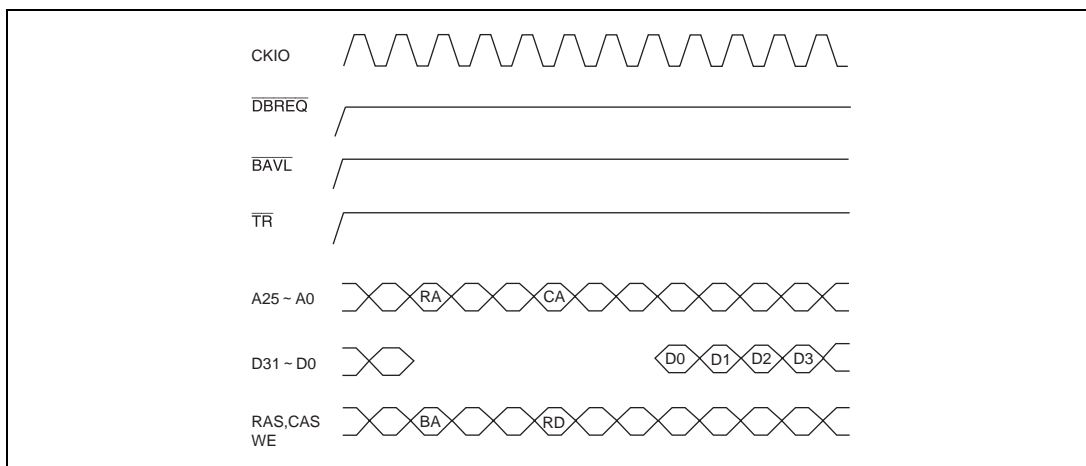 CKIO
DBREQ
BAVL
TR
A25 ~ A0 RA CA
D31 ~ D0 D0 D1 D2 D3
RAS,CAS BA RD
WE